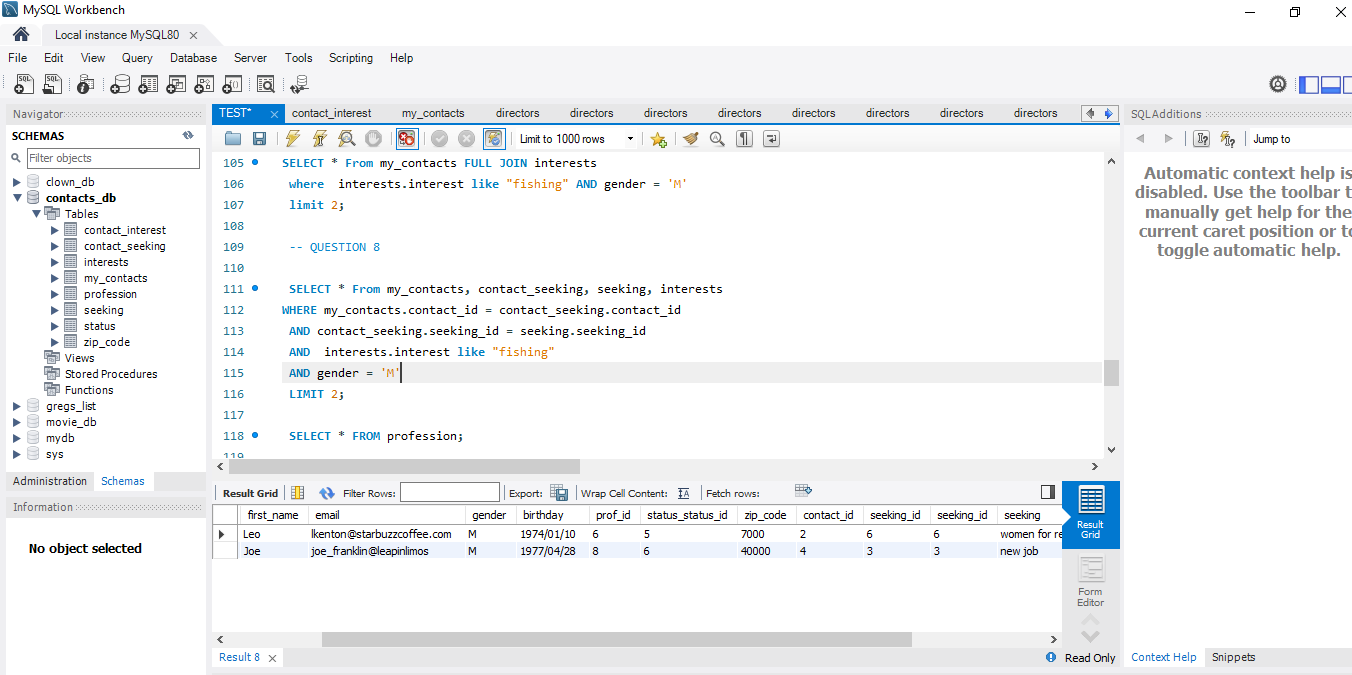 MySQL Workbench
Local instance MySQL80
File Edit View Query Database Server Tools Scripting Help
Navigator
SCHEMAS
Filter objects
clown_db
contacts_db
Tables
contact_interest
contact_seeking
interests
my_contacts
profession
seeking
status
zip_code
Views
Stored Procedures
Functions
gregs_list
movie_db
mydb
sys
Administration Schemas
Information
No object selected
TEST* contact_interest my_contacts directors directors directors directors directors directors directors directors
Limit to 1000 rows
105 SELECT * From my_contacts FULL JOIN interests
106 where  interests.interest like "fishing" AND gender = 'M'
107 limit 2;
108
109 -- QUESTION 8
110
111 SELECT * From my_contacts, contact_seeking, seeking, interests
112 WHERE my_contacts.contact_id = contact_seeking.contact_id
113 AND contact_seeking.seeking_id = seeking.seeking_id
114 AND  interests.interest like "fishing"
115 AND gender = 'M'
116 LIMIT 2;
117
118 SELECT * FROM profession;
119
Result Grid Filter Rows: Export: Wrap Cell Content: Fetch rows:
first_name email gender birthday prof_id status_status_id zip_code contact_id seeking_id seeking_id seeking
Leo lkenton@starbuzzcoffee.com M 1974/01/10 6 5 7000 2 6 6 women for re
Joe joe_franklin@leapinlimos M 1977/04/28 8 6 40000 4 3 3 new job
Result
Grid
Form
Editor
Result 8
Read Only
SQLAdditions
Jump to
Automatic context help is
disabled. Use the toolbar t
manually get help for the
current caret position or to
toggle automatic help.
Context Help Snippets